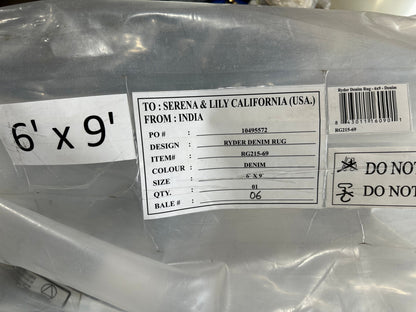 6' x 9'
TO : SERENA & LILY CALIFORNIA (USA.)
FROM : INDIA
PO # 10495572
DESIGN RYDER DENIM RUG
ITEM# RG215-69
COLOUR DENIM
SIZE 6' X 9'
QTY. 01
BALE # 06
Ryder Denim Rug - 6x9 - Denim
RG215-69
DO NOT
DO NOT